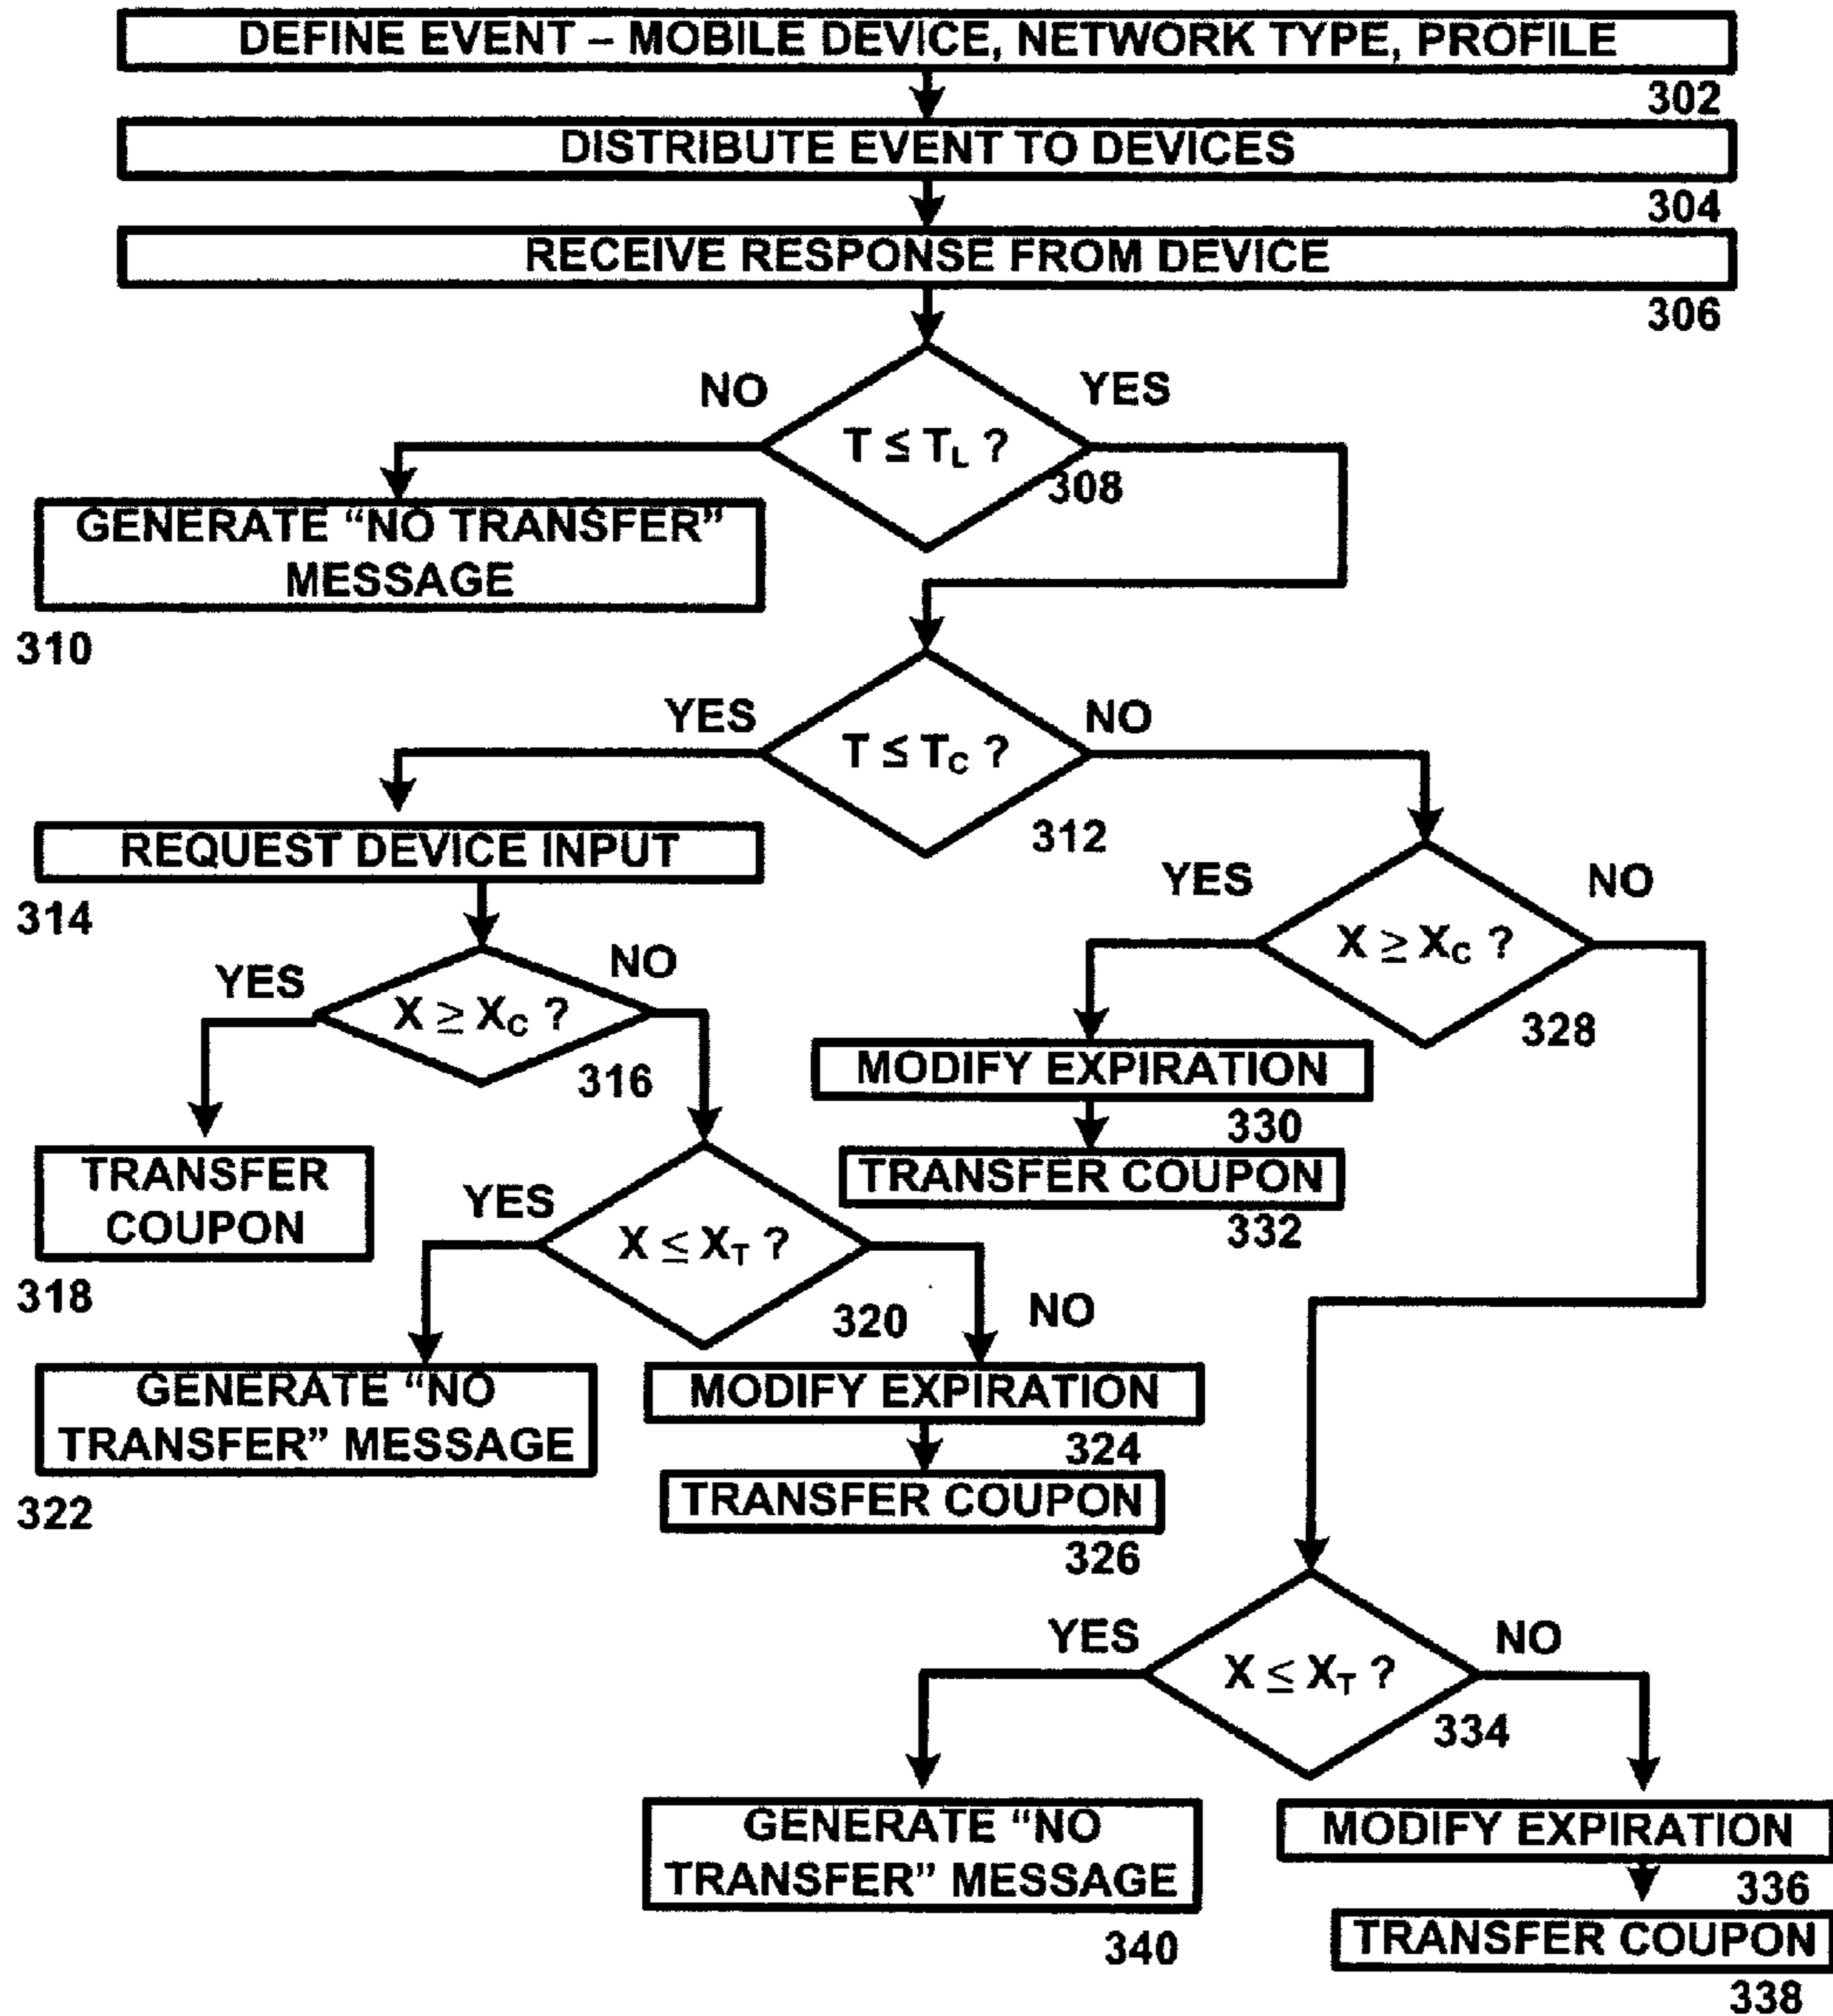 DEFINE EVENT – MOBILE DEVICE, NETWORK TYPE, PROFILE
302
DISTRIBUTE EVENT TO DEVICES
304
RECEIVE RESPONSE FROM DEVICE
306
NO
YES
T ≤ TL ?
308
GENERATE “NO TRANSFER”
MESSAGE
310
YES
NO
T ≤ TC ?
312
REQUEST DEVICE INPUT
314
YES
NO
X ≥ XC ?
316
YES
NO
X ≥ XC ?
328
MODIFY EXPIRATION
330
TRANSFER COUPON
332
TRANSFER
COUPON
318
YES
X ≤ XT ?
320
NO
GENERATE “NO
TRANSFER” MESSAGE
322
MODIFY EXPIRATION
324
TRANSFER COUPON
326
YES
NO
X ≤ XT ?
334
GENERATE “NO
TRANSFER” MESSAGE
340
MODIFY EXPIRATION
336
TRANSFER COUPON
338